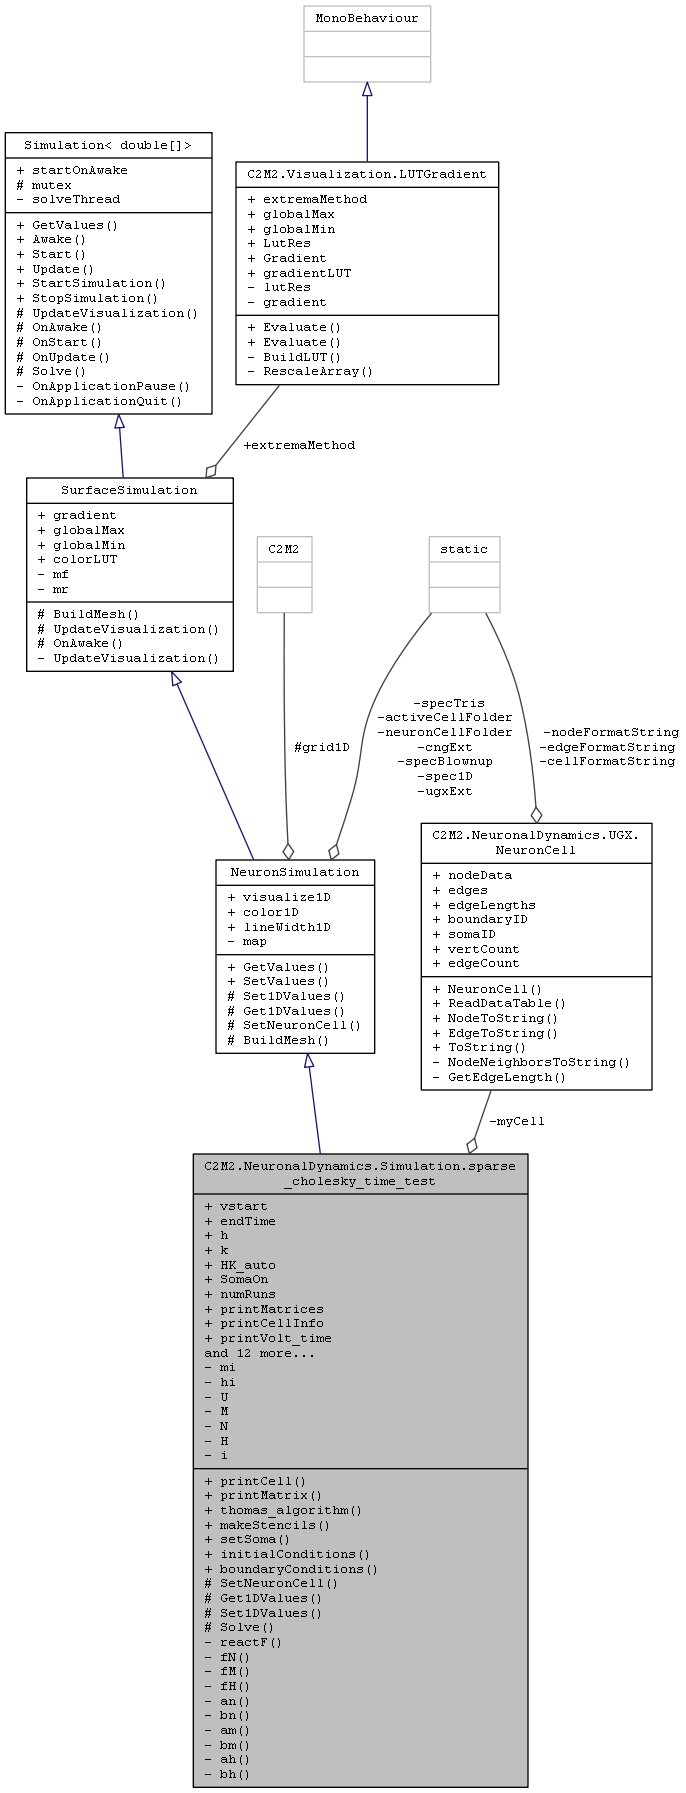 MonoBehaviour
Simulation< double[]>
+ startOnAwake
# mutex
- solveThread
+ GetValues()
+ Awake()
+ Start()
+ Update()
+ StartSimulation()
+ StopSimulation()
# UpdateVisualization()
# OnAwake()
# OnStart()
# OnUpdate()
# Solve()
- OnApplicationPause()
- OnApplicationQuit()
C2M2.Visualization.LUTGradient
+ extremaMethod
+ globalMax
+ globalMin
+ LutRes
+ Gradient
+ gradientLUT
- lutRes
- gradient
+ Evaluate()
+ Evaluate()
- BuildLUT()
- RescaleArray()
+extremaMethod
SurfaceSimulation
+ gradient
+ globalMax
+ globalMin
+ colorLUT
- mf
- mr
# BuildMesh()
# UpdateVisualization()
# OnAwake()
- UpdateVisualization()
C2M2
static
#grid1D
-specTris
-activeCellFolder
-neuronCellFolder
-cngExt
-specBlownup
-spec1D
-ugxExt
-nodeFormatString
-edgeFormatString
-cellFormatString
NeuronSimulation
+ visualize1D
+ color1D
+ lineWidth1D
- map
+ GetValues()
+ SetValues()
# Set1DValues()
# Get1DValues()
# SetNeuronCell()
# BuildMesh()
C2M2.NeuronalDynamics.UGX.
NeuronCell
+ nodeData
+ edges
+ edgeLengths
+ boundaryID
+ somaID
+ vertCount
+ edgeCount
+ NeuronCell()
+ ReadDataTable()
+ NodeToString()
+ EdgeToString()
+ ToString()
- NodeNeighborsToString()
- GetEdgeLength()
-myCell
C2M2.NeuronalDynamics.Simulation.sparse
_cholesky_time_test
+ vstart
+ endTime
+ h
+ k
+ HK_auto
+ SomaOn
+ numRuns
+ printMatrices
+ printCellInfo
+ printVolt_time
and 12 more...
- mi
- hi
- U
- M
- N
- H
- i
+ printCell()
+ printMatrix()
+ thomas_algorithm()
+ makeStencils()
+ setSoma()
+ initialConditions()
+ boundaryConditions()
# SetNeuronCell()
# Get1DValues()
# Set1DValues()
# Solve()
- reactF()
- fN()
- fM()
- fH()
- an()
- bn()
- am()
- bm()
- ah()
- bh()